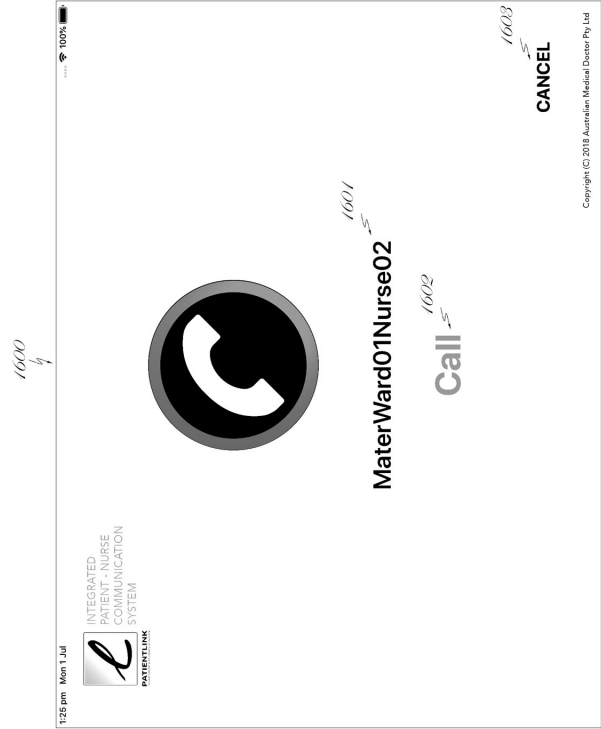 1600
1:25 pm Mon 1 Jul
100%
INTEGRATED
PATIENT - NURSE
COMMUNICATION
SYSTEM
PATIENTLINK
MaterWard01Nurse02
1601
Call
1602
1603
CANCEL
Copyright (C) 2018 Australian Medical Doctor Pty Ltd